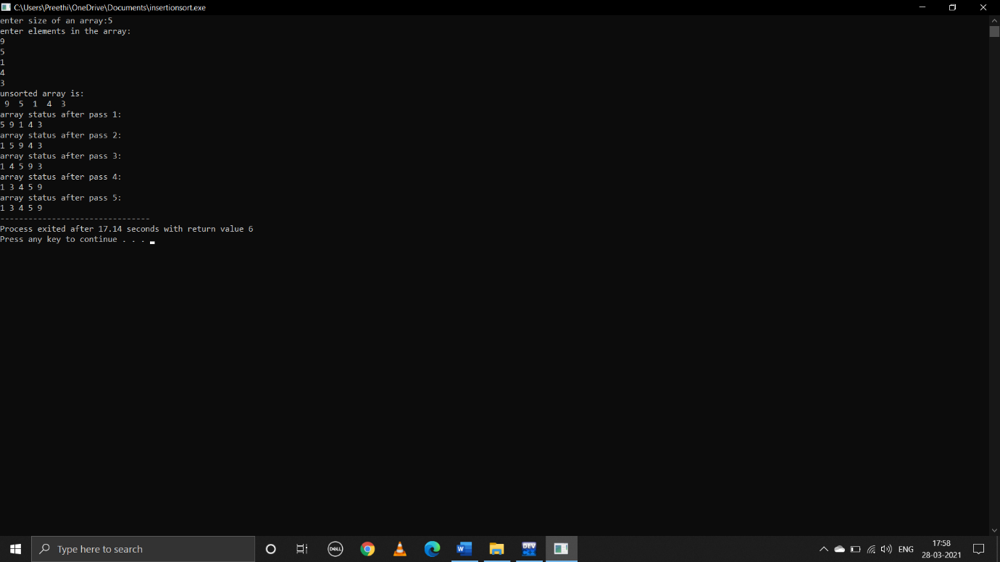 C:\Users\Preethi\OneDrive\Documents\insertionsort.exe
enter size of an array:5
enter elements in the array:
9
5
1
4
3
unsorted array is:
9 5 1 4 3
array status after pass 1:
5 9 1 4 3
array status after pass 2:
1 5 9 4 3
array status after pass 3:
1 4 5 9 3
array status after pass 4:
1 3 4 5 9
array status after pass 5:
1 3 4 5 9
--------------------------------
Process exited after 17.14 seconds with return value 6
Press any key to continue . . .
Type here to search
DELL
W
DEV
C++
ENG
17:58
28-03-2021